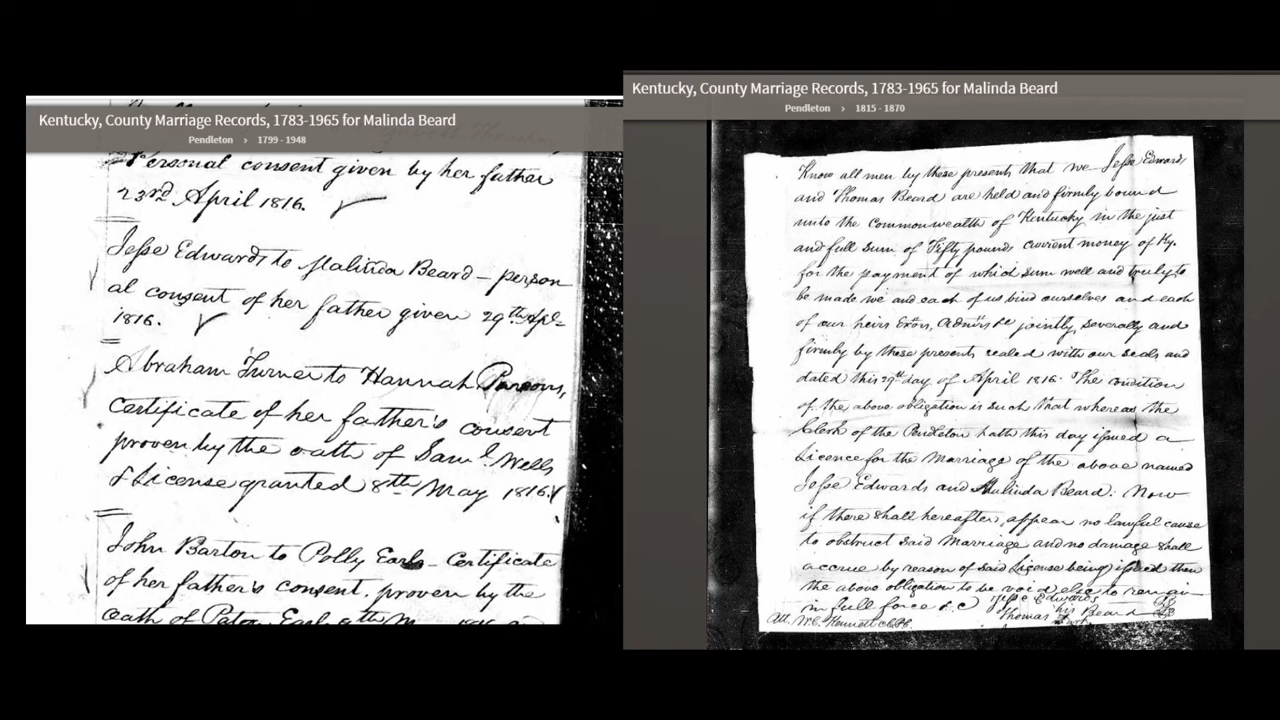 Kentucky, County Marriage Records, 1783-1965 for Malinda Beard
Pendleton › 1799 - 1948
Personal consent given by her father
23rd. April 1816.
Jesse Edwards to Malinda Beard – person
al consent of her father given 29th Apl-
1816.
Abraham Turner to Hannah Parsons,
Certificate of her father's consent
proven by the oath of Saml. Wells
& License granted 8th May 1816
John Barton to Polly Earls – Certificate
of her father's consent, proven by the
oath of
Kentucky, County Marriage Records, 1783-1965 for Malinda Beard
Pendleton › 1815 - 1870
Know all men by these presents that we Jesse Edwards
and Thomas Beard are held and firmly bound
unto the Commonwealth of Kentucky in the just
and full sum of Fifty pounds current money of Ky.
for the payment of which sum well and truly to
be made we and each of us bind ourselves and each
of our heirs Exors, Admirs &c jointly, severally and
firmly by these presents sealed with our seals and
dated this 29th day of April 1816. The condition
of the above obligation is such that whereas the
Clerk of the Pendleton hath this day issued a
Licence for the Marriage of the above named
Jesse Edwards and Malinda Beard: Now
if there shall hereafter, appear no lawful cause
to obstruct said Marriage and no damage shall
accrue by reason of said License being issued then
the above obligation to be void else to remain
in full force &c Jesse Edwards
Thomas his Beard
Att. Wm. Kennett
mark